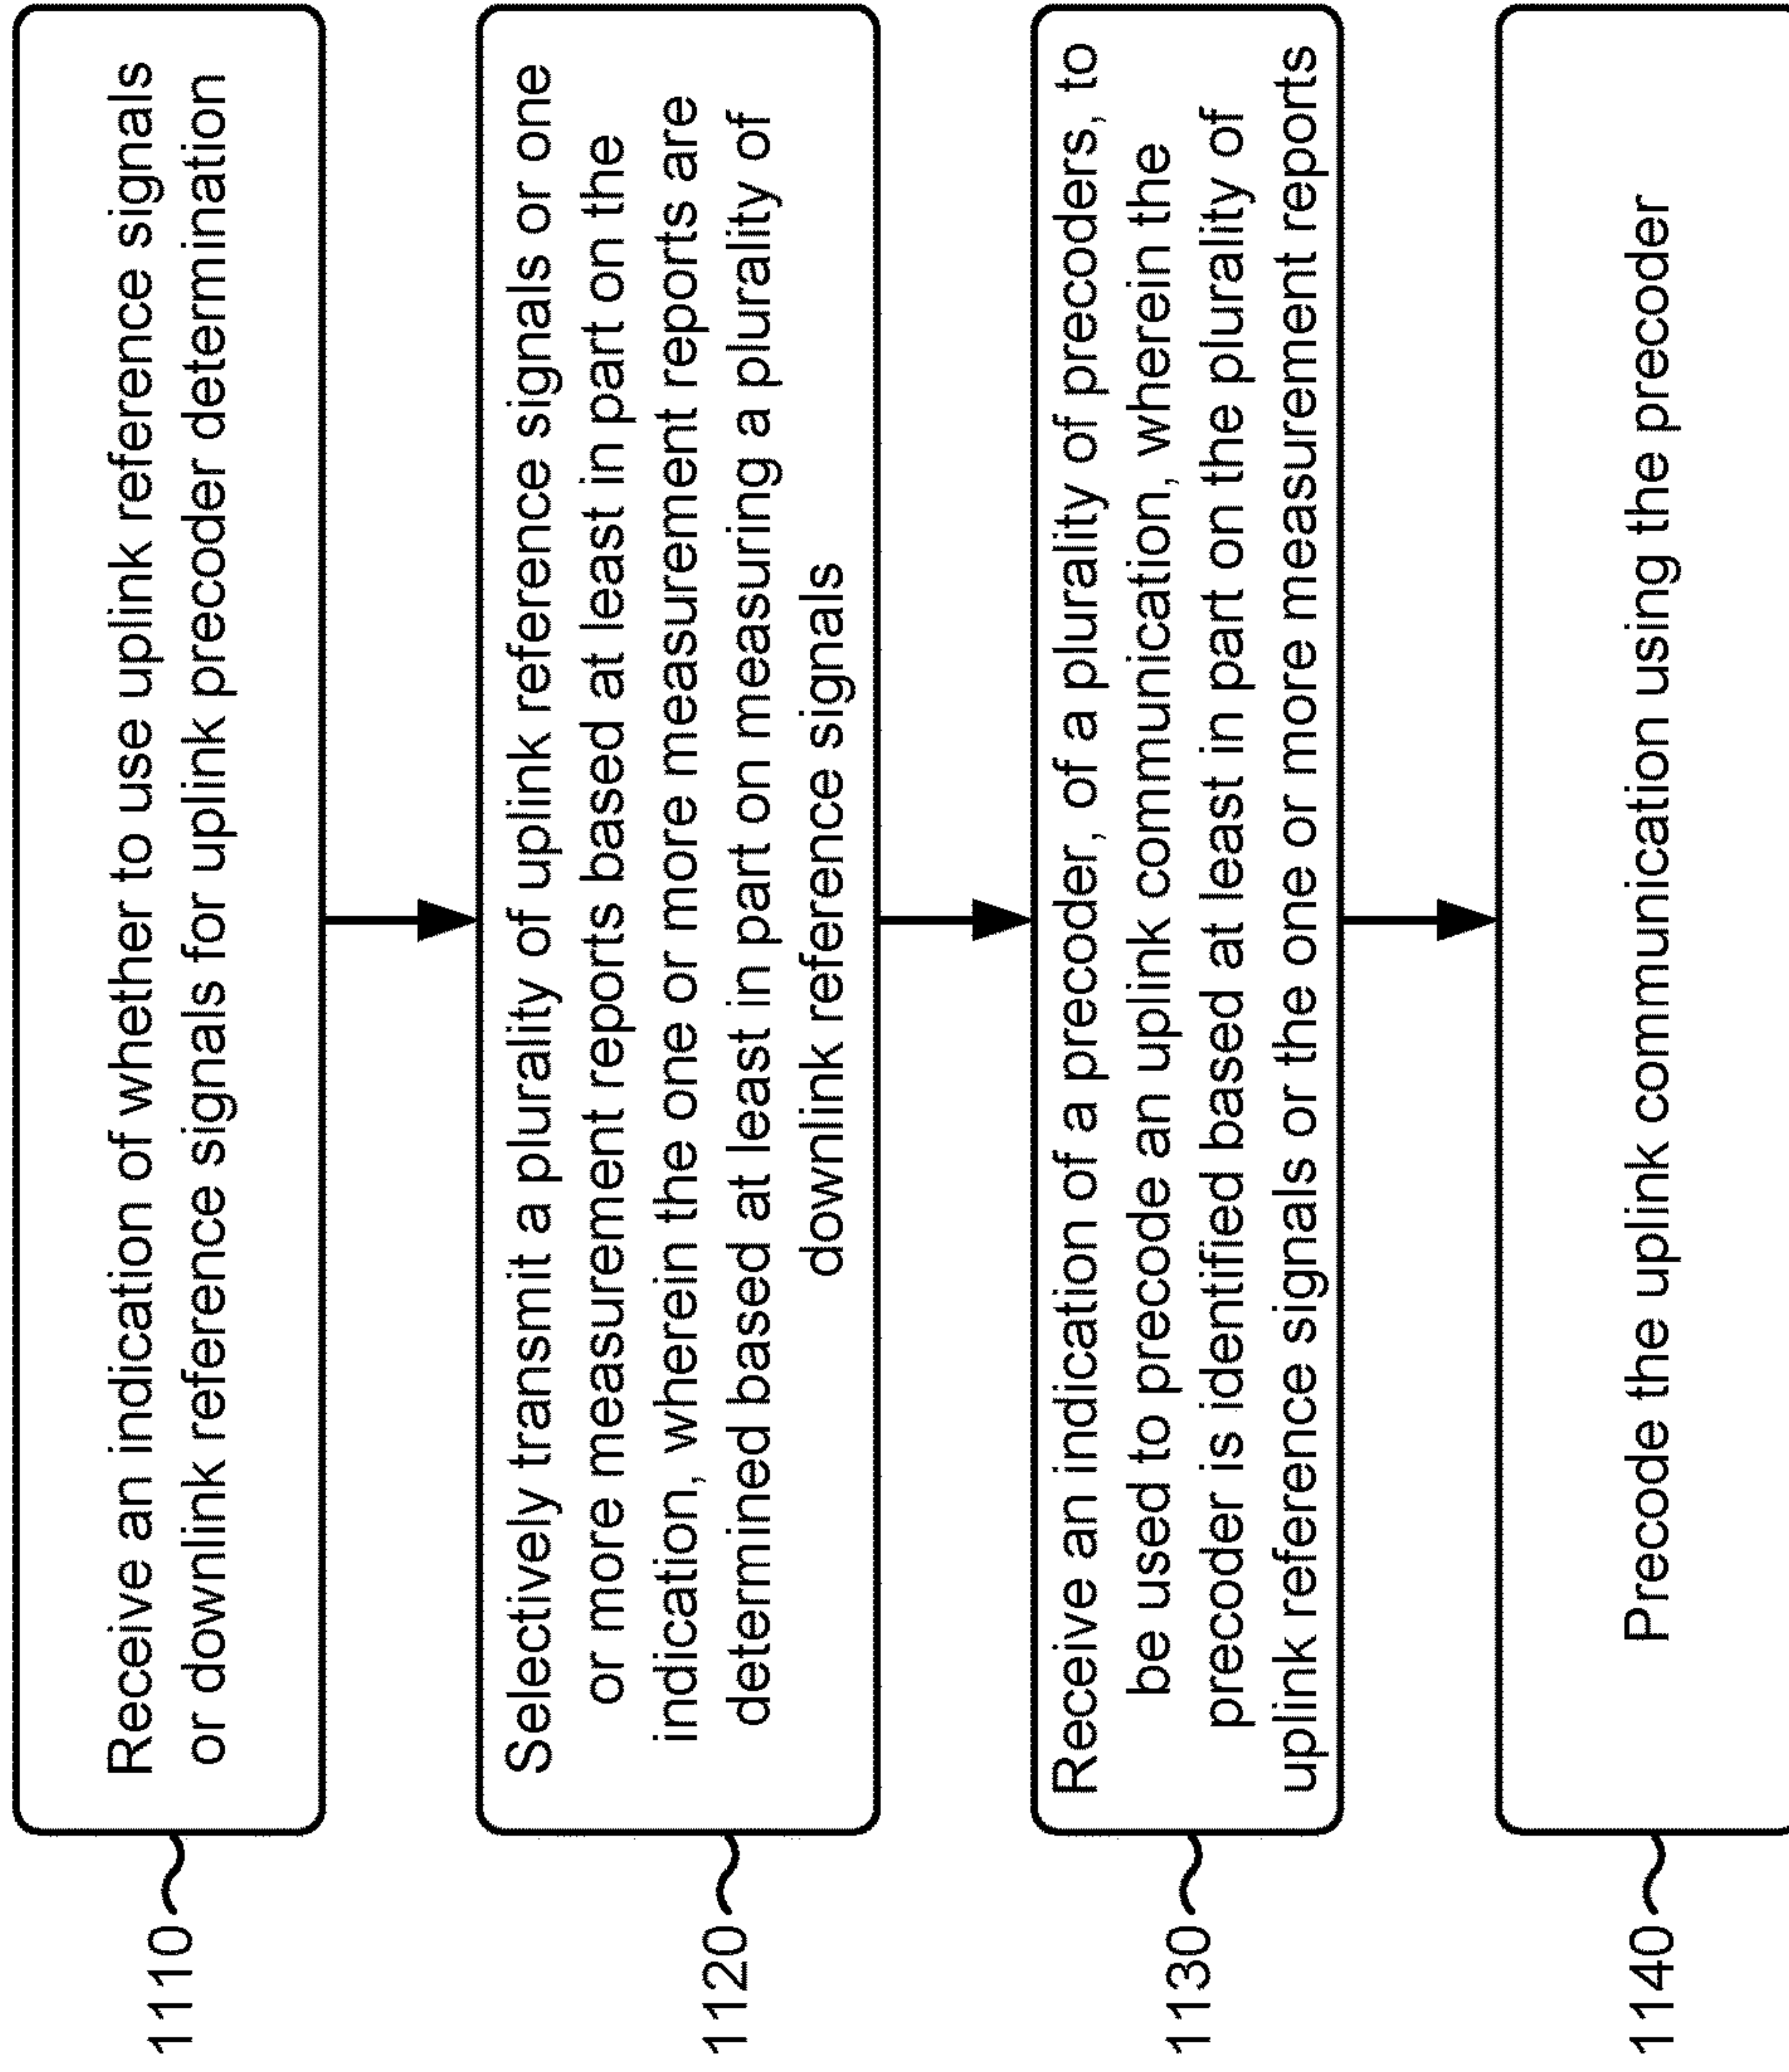 1110
Receive an indication of whether to use uplink reference signals
or downlink reference signals for uplink precoder determination
1120
Selectively transmit a plurality of uplink reference signals or one
or more measurement reports based at least in part on the
indication, wherein the one or more measurement reports are
determined based at least in part on measuring a plurality of
downlink reference signals
1130
Receive an indication of a precoder, of a plurality of precoders, to
be used to precode an uplink communication, wherein the
precoder is identified based at least in part on the plurality of
uplink reference signals or the one or more measurement reports
1140
Precode the uplink communication using the precoder